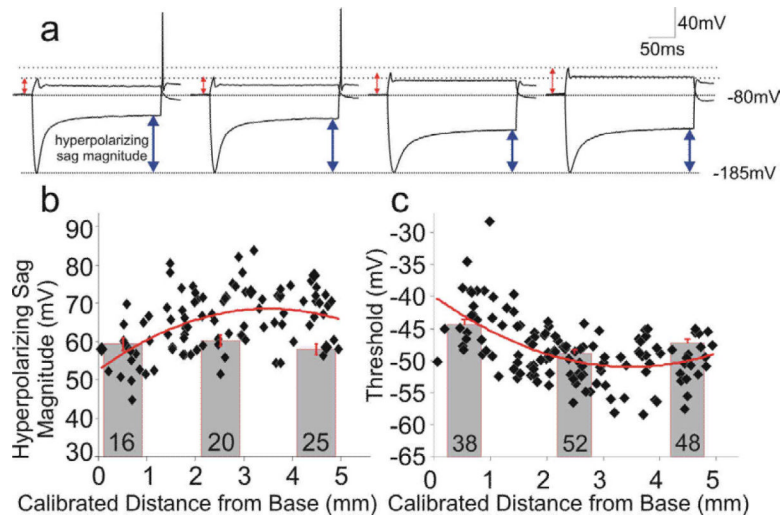 a
40mV
50ms
-80mV
hyperpolarizing
sag magnitude
-185mV
b
Hyperpolarizing Sag
Magnitude (mV)
90
80
70
60
50
40
30
16
20
25
0
1
2
3
4
5
Calibrated Distance from Base (mm)
c
Threshold (mV)
-30
-35
-40
-45
-50
-55
-60
-65
38
52
48
0
1
2
3
4
5
Calibrated Distance from Base (mm)